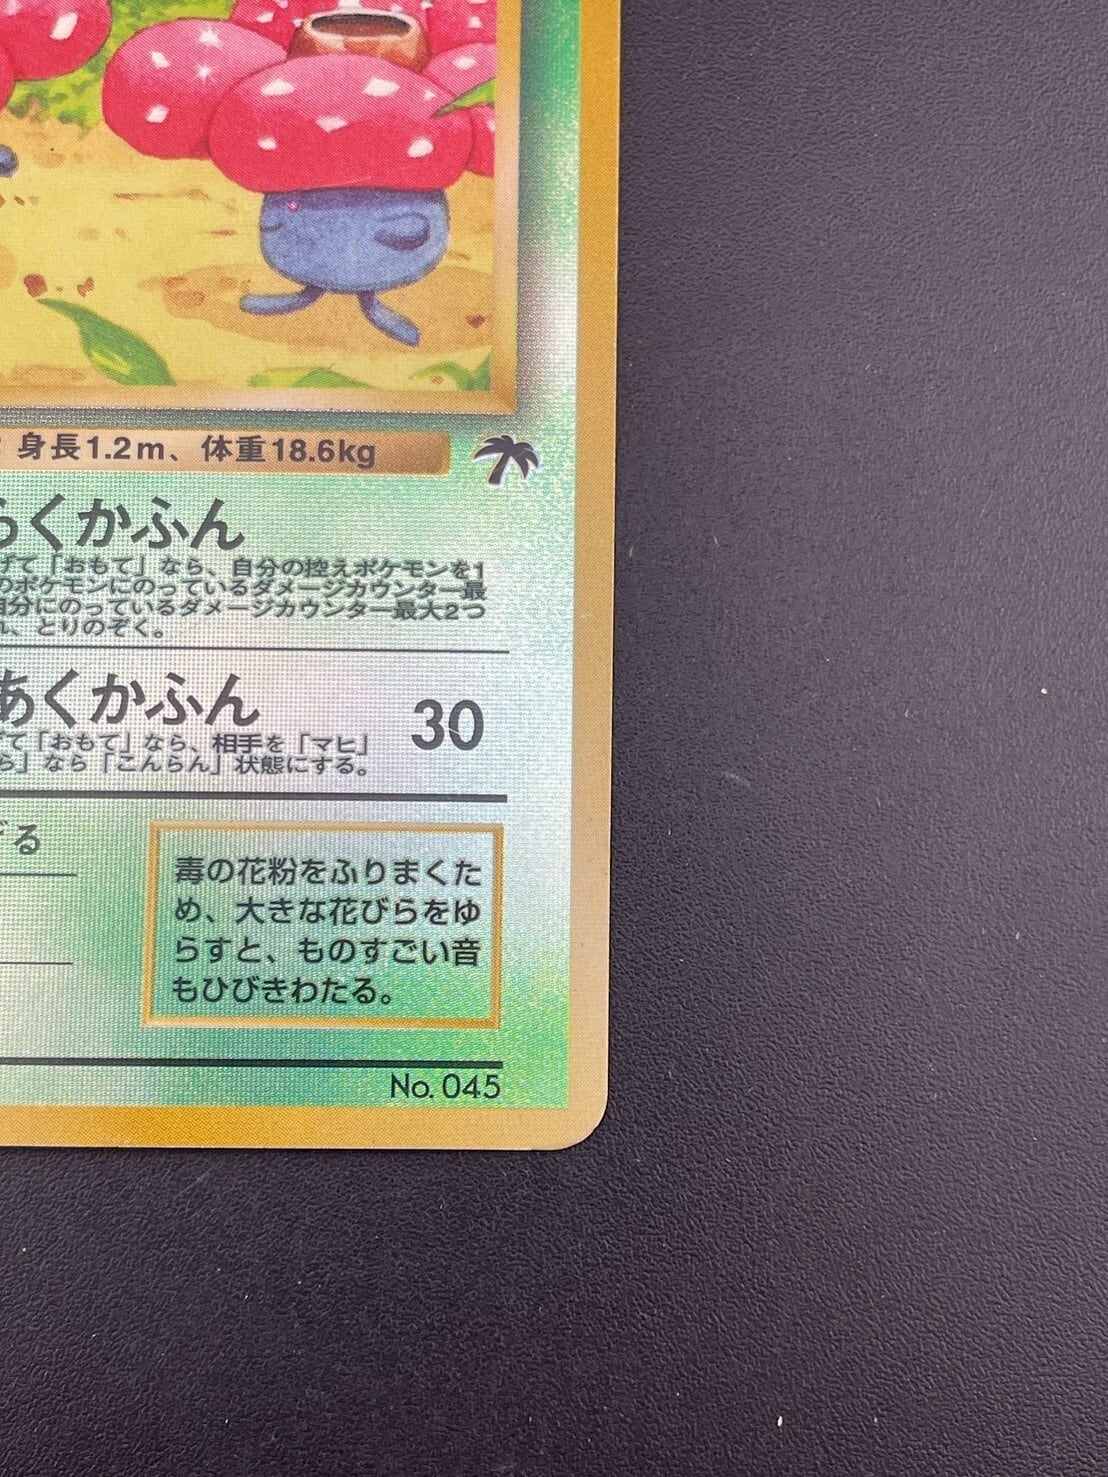 身長1.2m、体重18.6kg
らくかふん
げて「おもて」なら、自分の控えポケモンを1
のポケモンにのっているダメージカウンター最
自分にのっているダメージカウンター最大2つ
れ、とりのぞく。
あくかふん 30
げて「おもて」なら、相手を「マヒ」
ら」なら「こんらん」状態にする。
る
毒の花粉をふりまくた
め、大きな花びらをゆ
らすと、ものすごい音
もひびきわたる。
No. 045